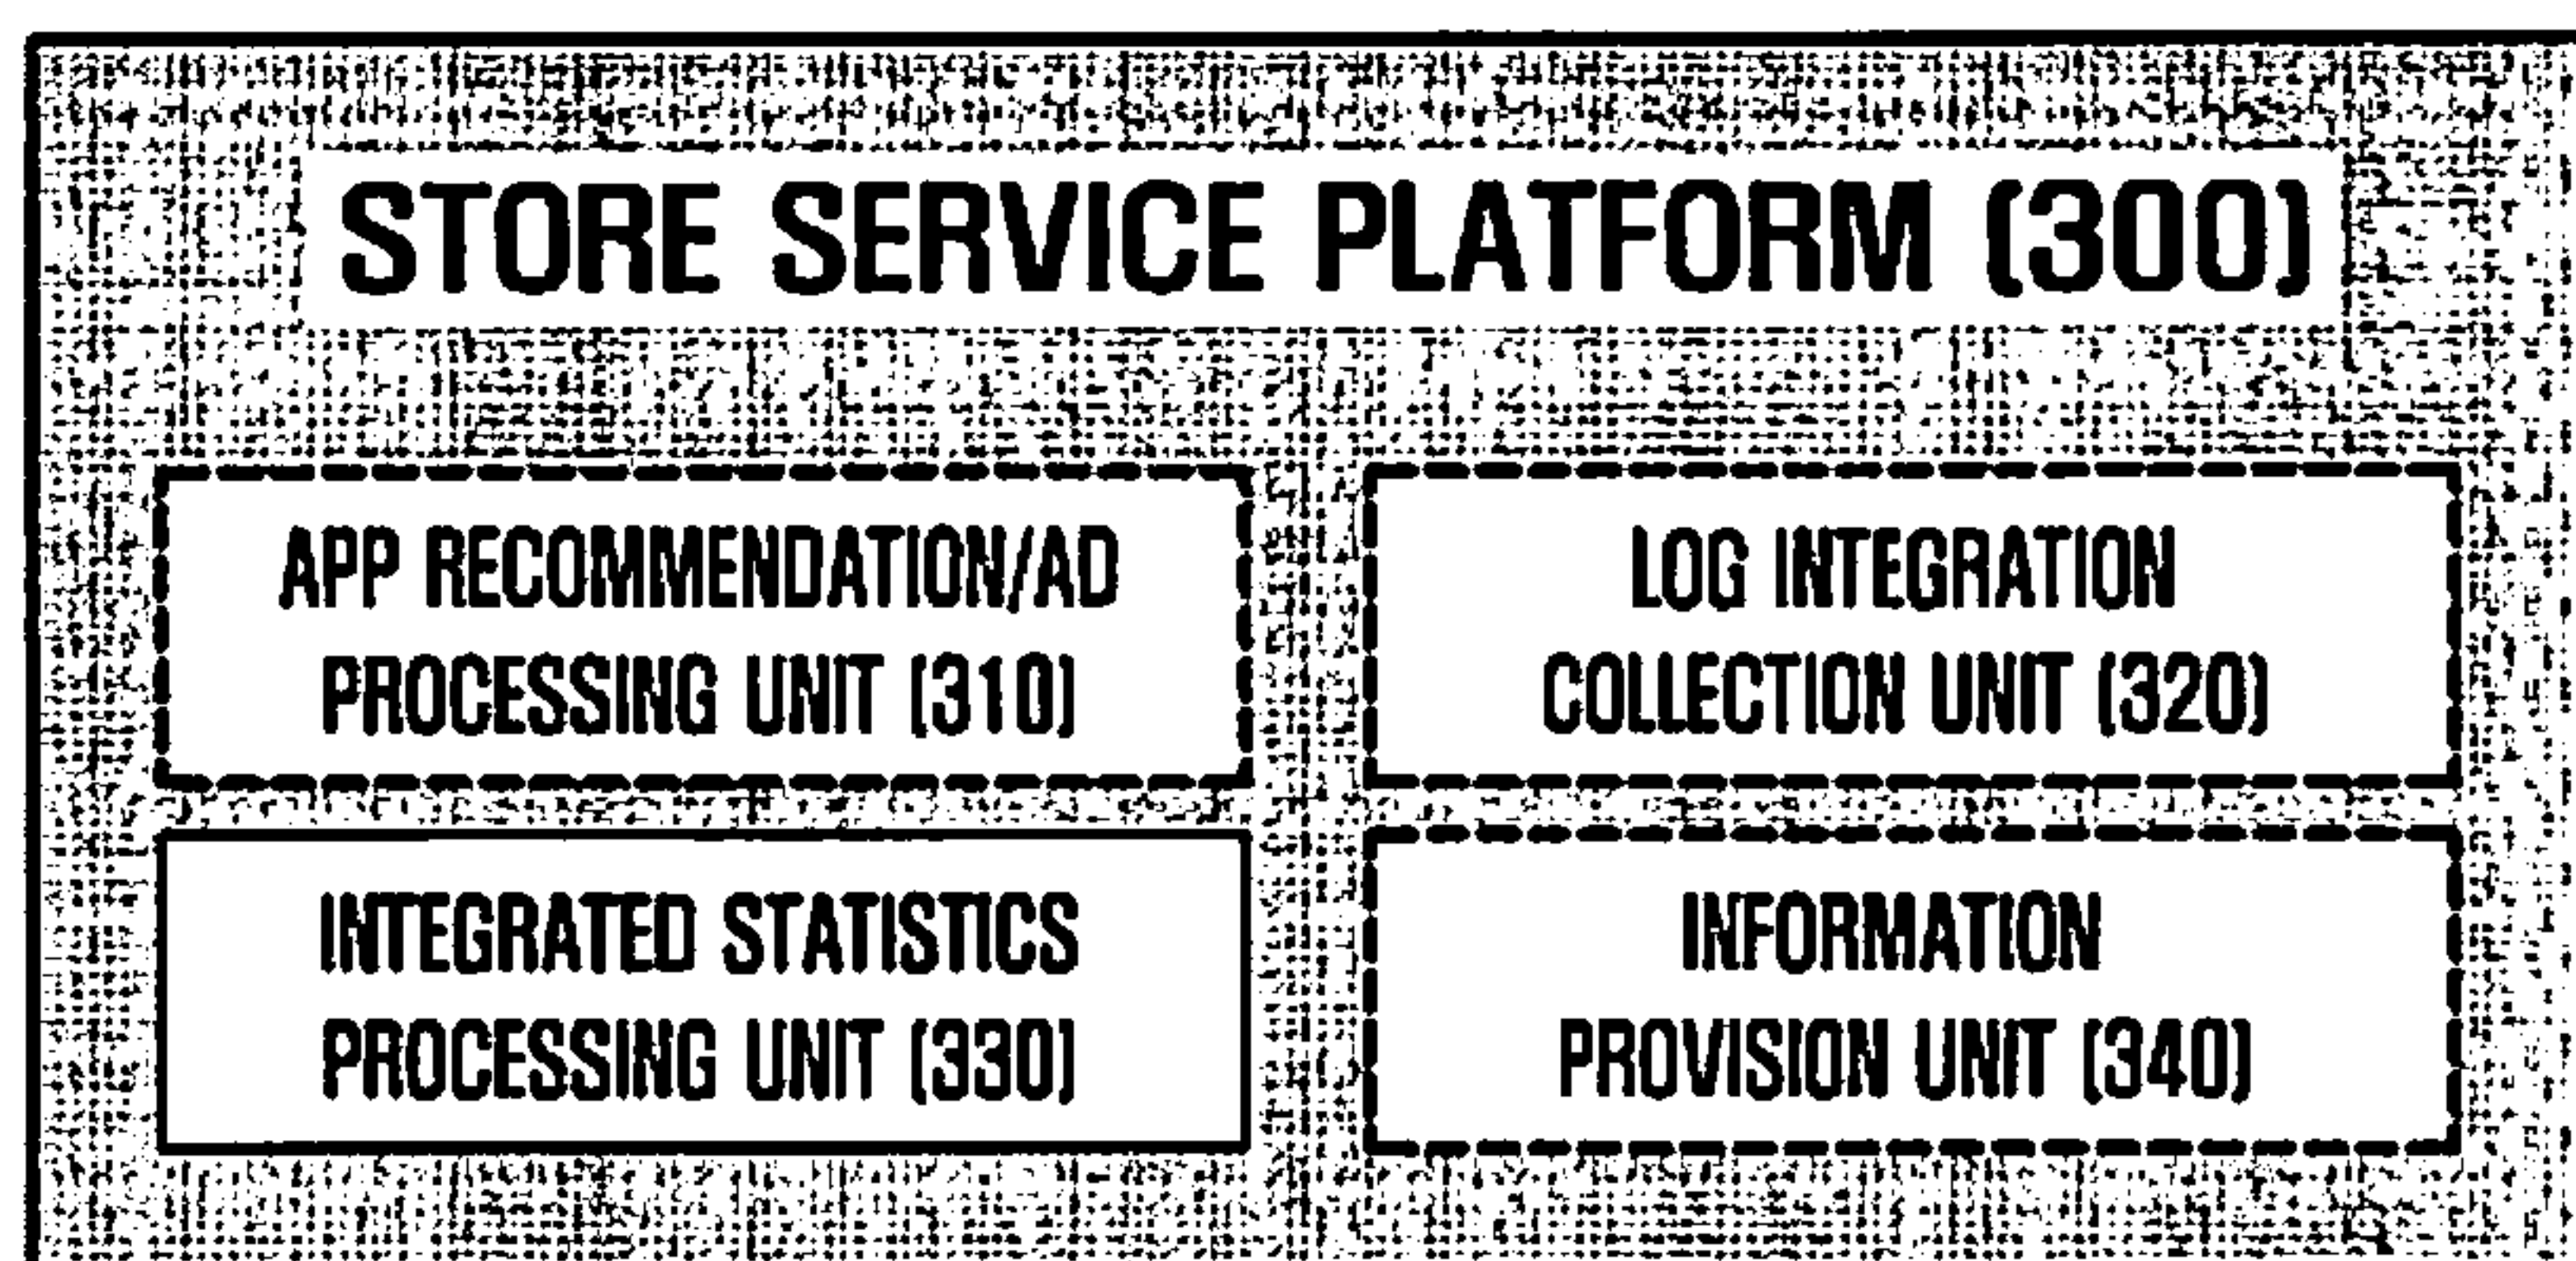 STORE SERVICE PLATFORM (300)
APP RECOMMENDATION/AD
PROCESSING UNIT (310)
LOG INTEGRATION
COLLECTION UNIT (320)
INTEGRATED STATISTICS
PROCESSING UNIT (330)
INFORMATION
PROVISION UNIT (340)